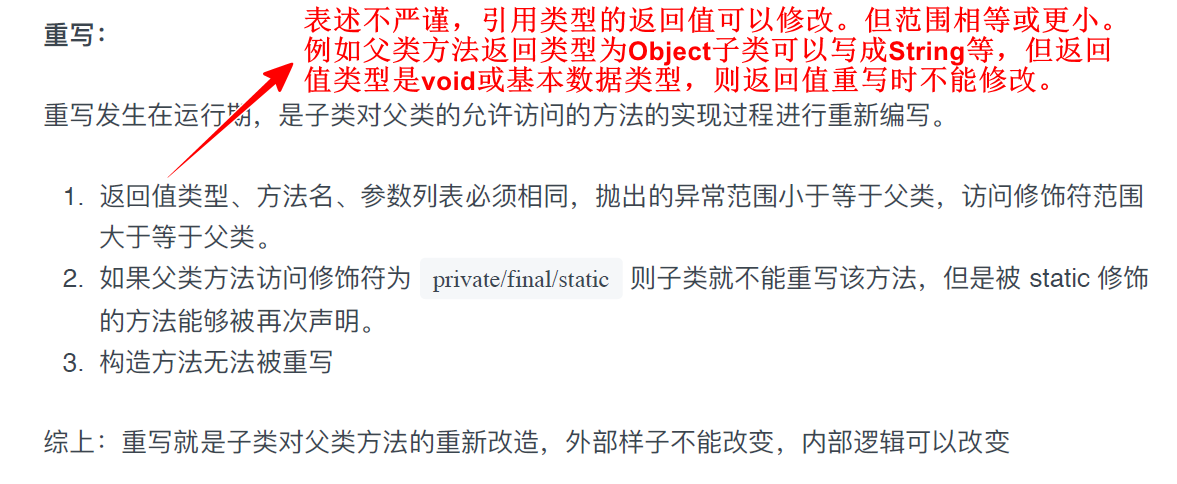 重写：
表述不严谨，引用类型的返回值可以修改。但范围相等或更小。
例如父类方法返回类型为Object子类可以写成String等，但返回
值类型是void或基本数据类型，则返回值重写时不能修改。
重写发生在运行期，是子类对父类的允许访问的方法的实现过程进行重新编写。
1. 返回值类型、方法名、参数列表必须相同，抛出的异常范围小于等于父类，访问修饰符范围
大于等于父类。
2. 如果父类方法访问修饰符为 private/final/static 则子类就不能重写该方法，但是被 static 修饰
的方法能够被再次声明。
3. 构造方法无法被重写
综上：重写就是子类对父类方法的重新改造，外部样子不能改变，内部逻辑可以改变